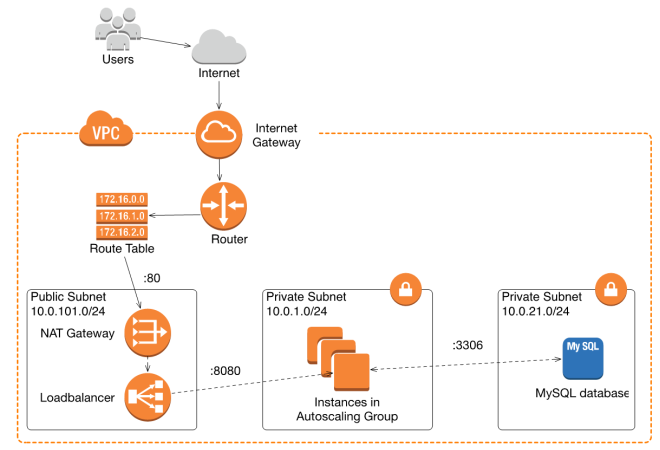 Users
Internet
VPC
Internet
Gateway
172.16.0.0
172.16.1.0
172.16.2.0
Route Table
Router
:80
Public Subnet
10.0.101.0/24
NAT Gateway
Loadbalancer
:8080
Private Subnet
10.0.1.0/24
Instances in
Autoscaling Group
:3306
Private Subnet
10.0.21.0/24
My SQL
MySQL database